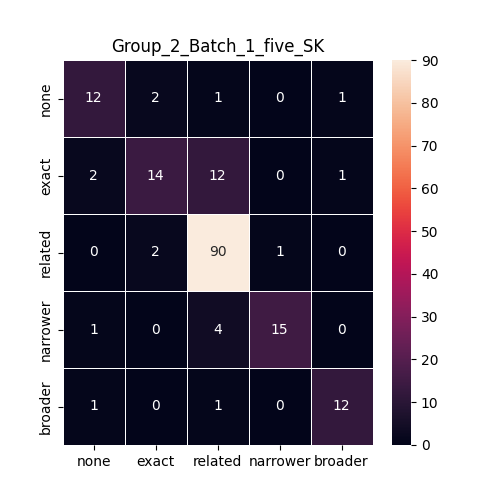 Group_2_Batch_1_five_SK
none 12 2 1 0 1
exact 2 14 12 0 1
related 0 2 90 1 0
narrower 1 0 4 15 0
broader 1 0 1 0 12
none exact related narrower broader
90
80
70
60
50
40
30
20
10
0